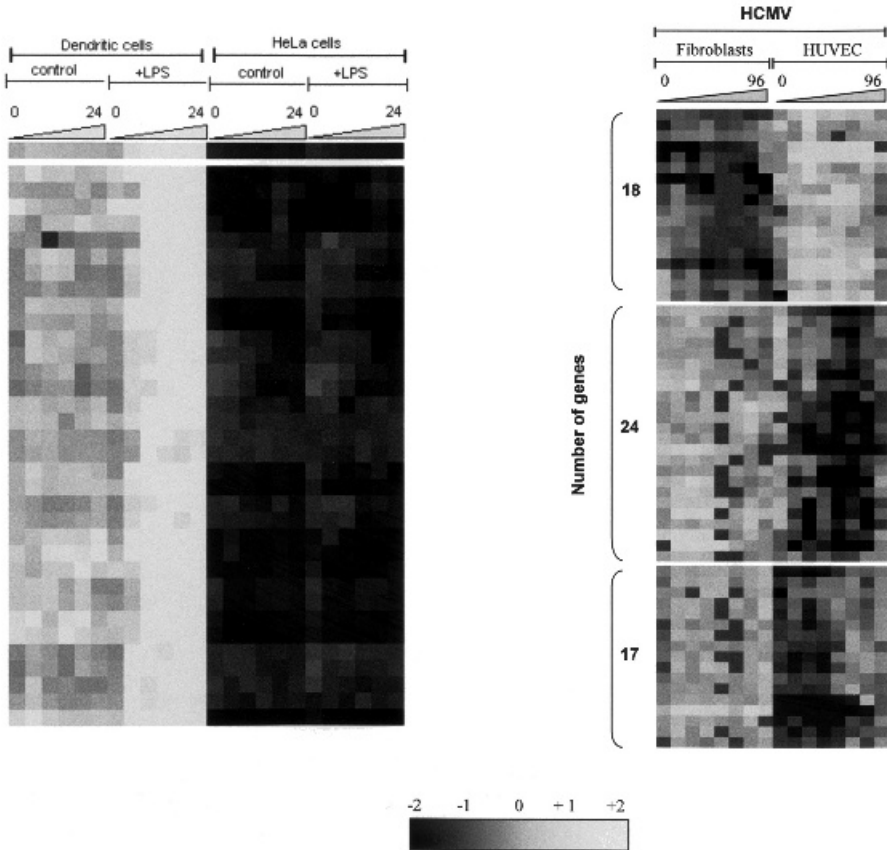 HCMV
Dendritic cells HeLa cells
Fibroblasts HUVEC
control +LPS control +LPS
0 96 0 96
0 24 0 24 0 24 0 24
18
Number of genes
24
17
-2 -1 0 +1 +2